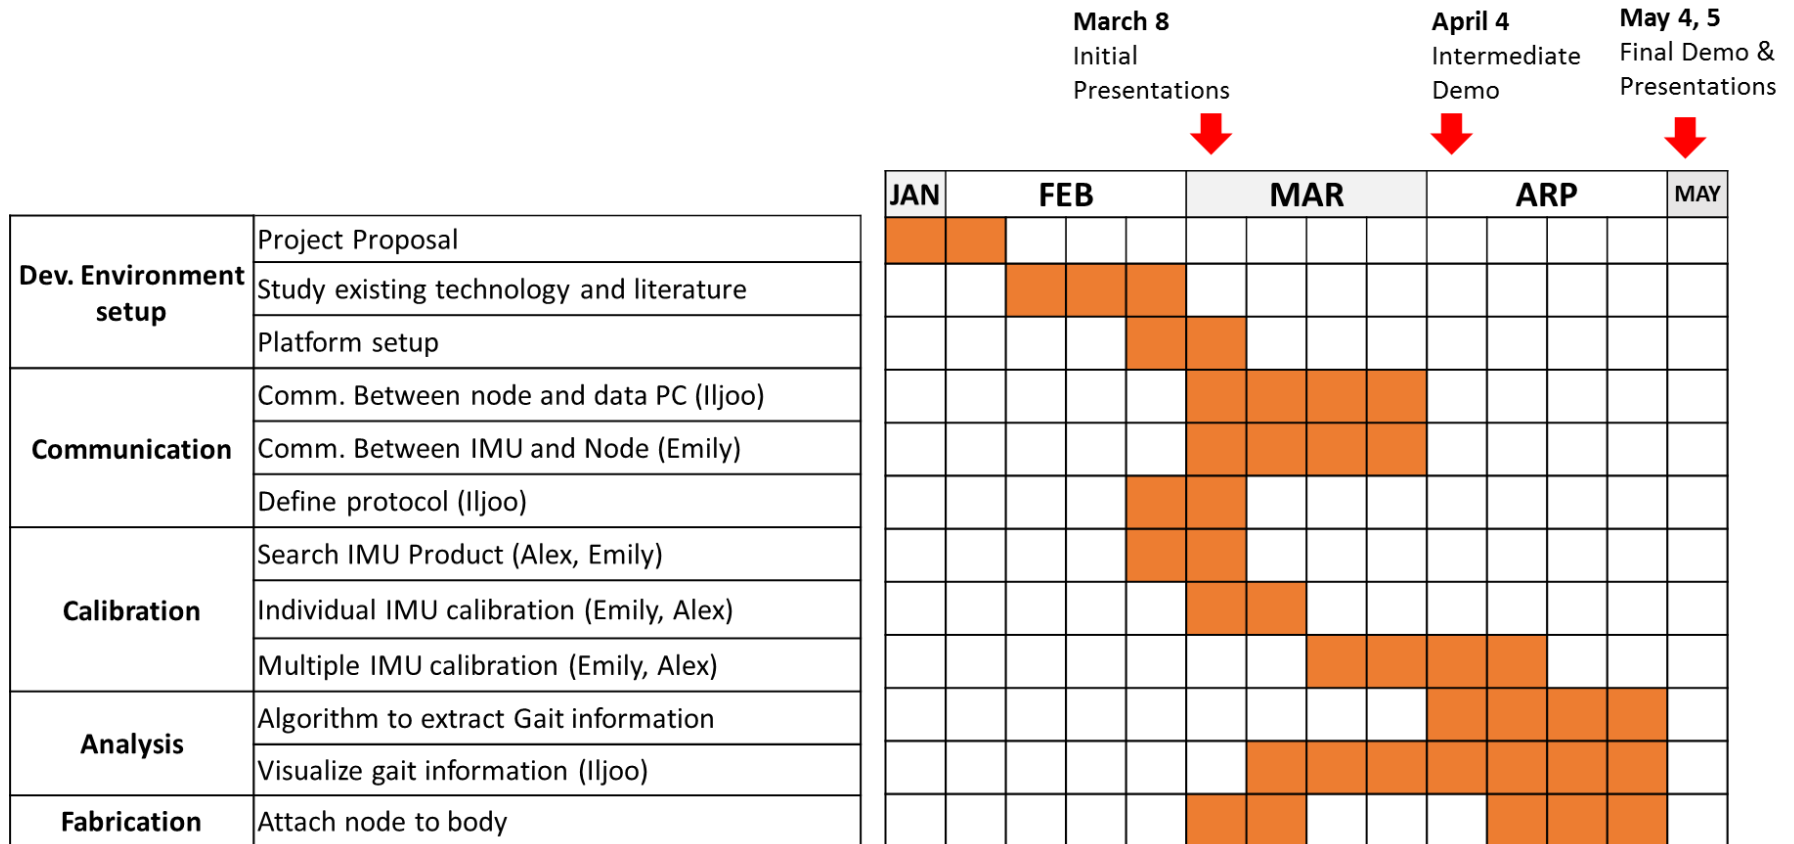 March 8
Initial
Presentations
April 4
Intermediate
Demo
May 4, 5
Final Demo &
Presentations
JAN FEB MAR ARP MAY
Dev. Environment
setup
Project Proposal
Study existing technology and literature
Platform setup
Communication
Comm. Between node and data PC (Iljoo)
Comm. Between IMU and Node (Emily)
Define protocol (Iljoo)
Calibration
Search IMU Product (Alex, Emily)
Individual IMU calibration (Emily, Alex)
Multiple IMU calibration (Emily, Alex)
Analysis
Algorithm to extract Gait information
Visualize gait information (Iljoo)
Fabrication
Attach node to body